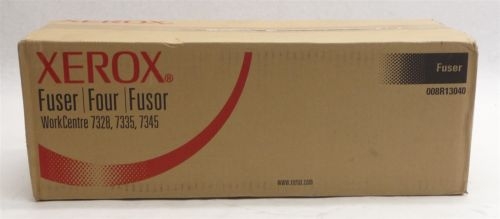 XEROX®
Fuser | Four | Fusor
WorkCentre 7328, 7335, 7345
Fuser
008R13040
www.xerox.com